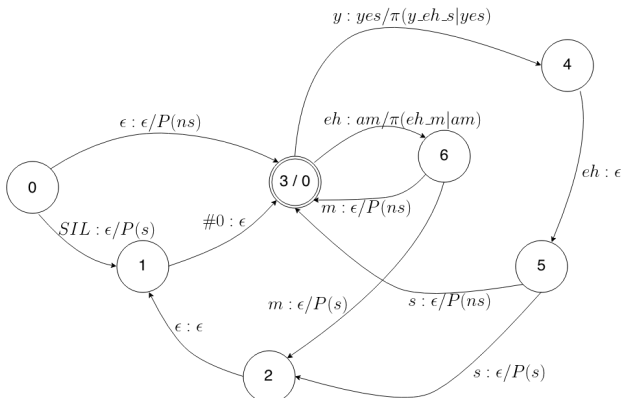 y : yes/π(y_eh_s|yes)
4
ϵ : ϵ/P(ns)
eh : am/π(eh_m|am)
6
eh : ϵ
0
3 / 0
m : ϵ/P(ns)
SIL : ϵ/P(s)
#0 : ϵ
1
5
m : ϵ/P(s)
s : ϵ/P(ns)
ϵ : ϵ
2
s : ϵ/P(s)